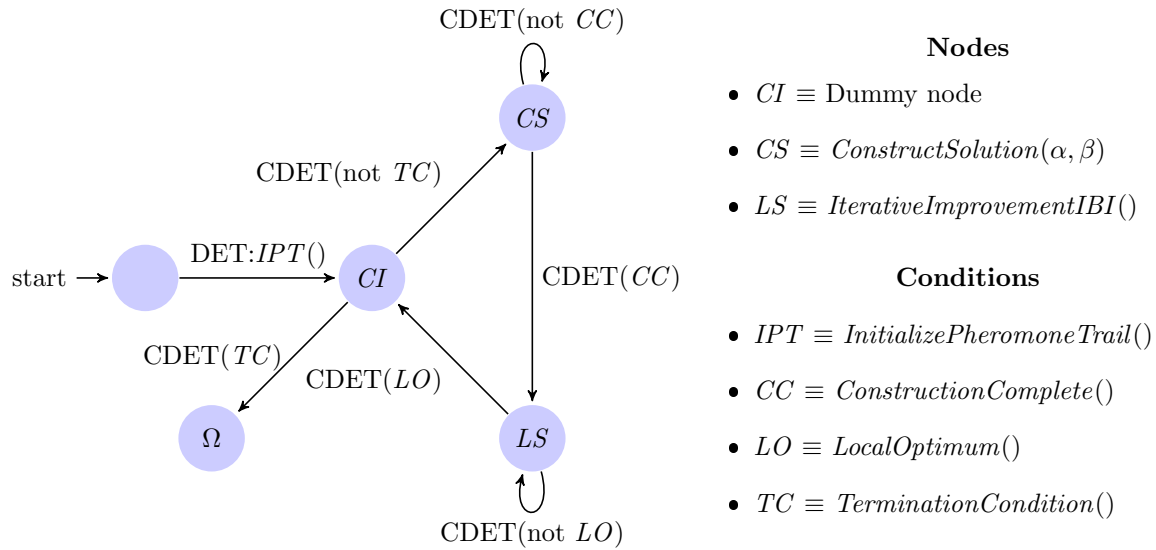 CDET(not CC)
CS
CDET(not TC)
start
DET:IPT()
CI
CDET(CC)
CDET(TC)
CDET(LO)
Ω
LS
CDET(not LO)
Nodes
• CI ≡ Dummy node
• CS ≡ ConstructSolution(α, β)
• LS ≡ IterativeImprovementIBI()
Conditions
• IPT ≡ InitializePheromoneTrail()
• CC ≡ ConstructionComplete()
• LO ≡ LocalOptimum()
• TC ≡ TerminationCondition()